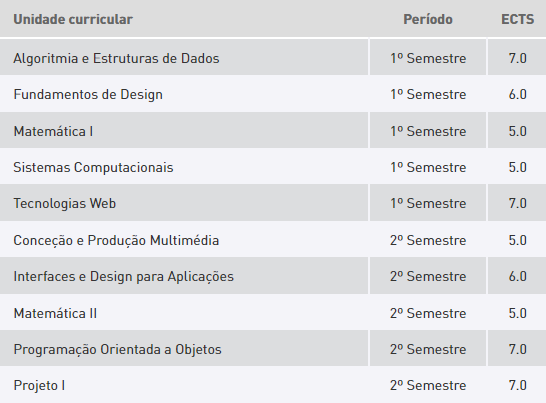 Unidade curricular Período ECTS
Algoritmia e Estruturas de Dados 1º Semestre 7.0
Fundamentos de Design 1º Semestre 6.0
Matemática I 1º Semestre 5.0
Sistemas Computacionais 1º Semestre 5.0
Tecnologias Web 1º Semestre 7.0
Conceção e Produção Multimédia 2º Semestre 5.0
Interfaces e Design para Aplicações 2º Semestre 6.0
Matemática II 2º Semestre 5.0
Programação Orientada a Objetos 2º Semestre 7.0
Projeto I 2º Semestre 7.0